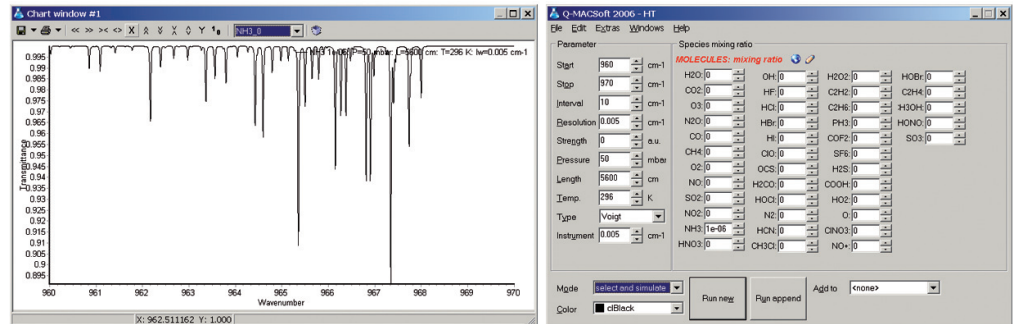 Chart window #1
NH3_0
NH3 1e-06: P=50 mbar: L=5600 cm: T=296 K: lw=0.005 cm-1
0.995
0.99
0.985
0.98
0.975
0.97
0.965
0.96
0.955
0.95
0.945
0.94
0.935
0.93
0.925
0.92
0.915
0.91
0.905
0.9
0.895
Transmittance
960 961 962 963 964 965 966 967 968 969 970
Wavenumber
X: 962.511162 Y: 1.000
Q-MACSoft 2006 - HT
File Edit Extras Windows Help
Parameter
Start 960 cm-1
Stop 970 cm-1
Interval 10 cm-1
Resolution 0.005 cm-1
Strength 0 a.u.
Pressure 50 mbar
Length 5600 cm
Temp. 296 K
Type Voigt
Instrument 0.005 cm-1
Species mixing ratio
MOLECULES: mixing ratio
H2O: 0
CO2: 0
O3: 0
N2O: 0
CO: 0
CH4: 0
O2: 0
NO: 0
SO2: 0
NO2: 0
NH3: 1e-06
HNO3: 0
OH: 0
HF: 0
HCl: 0
HBr: 0
HI: 0
ClO: 0
OCS: 0
H2CO: 0
HOCl: 0
N2: 0
HCN: 0
CH3Cl: 0
H2O2: 0
C2H2: 0
C2H6: 0
PH3: 0
COF2: 0
SF6: 0
H2S: 0
COOH: 0
HO2: 0
O: 0
ClNO3: 0
NO+: 0
HOBr: 0
C2H4: 0
:H3OH: 0
HONO: 0
SO3: 0
Mode select and simulate
Color clBlack
Run new
Run append
Add to <none>